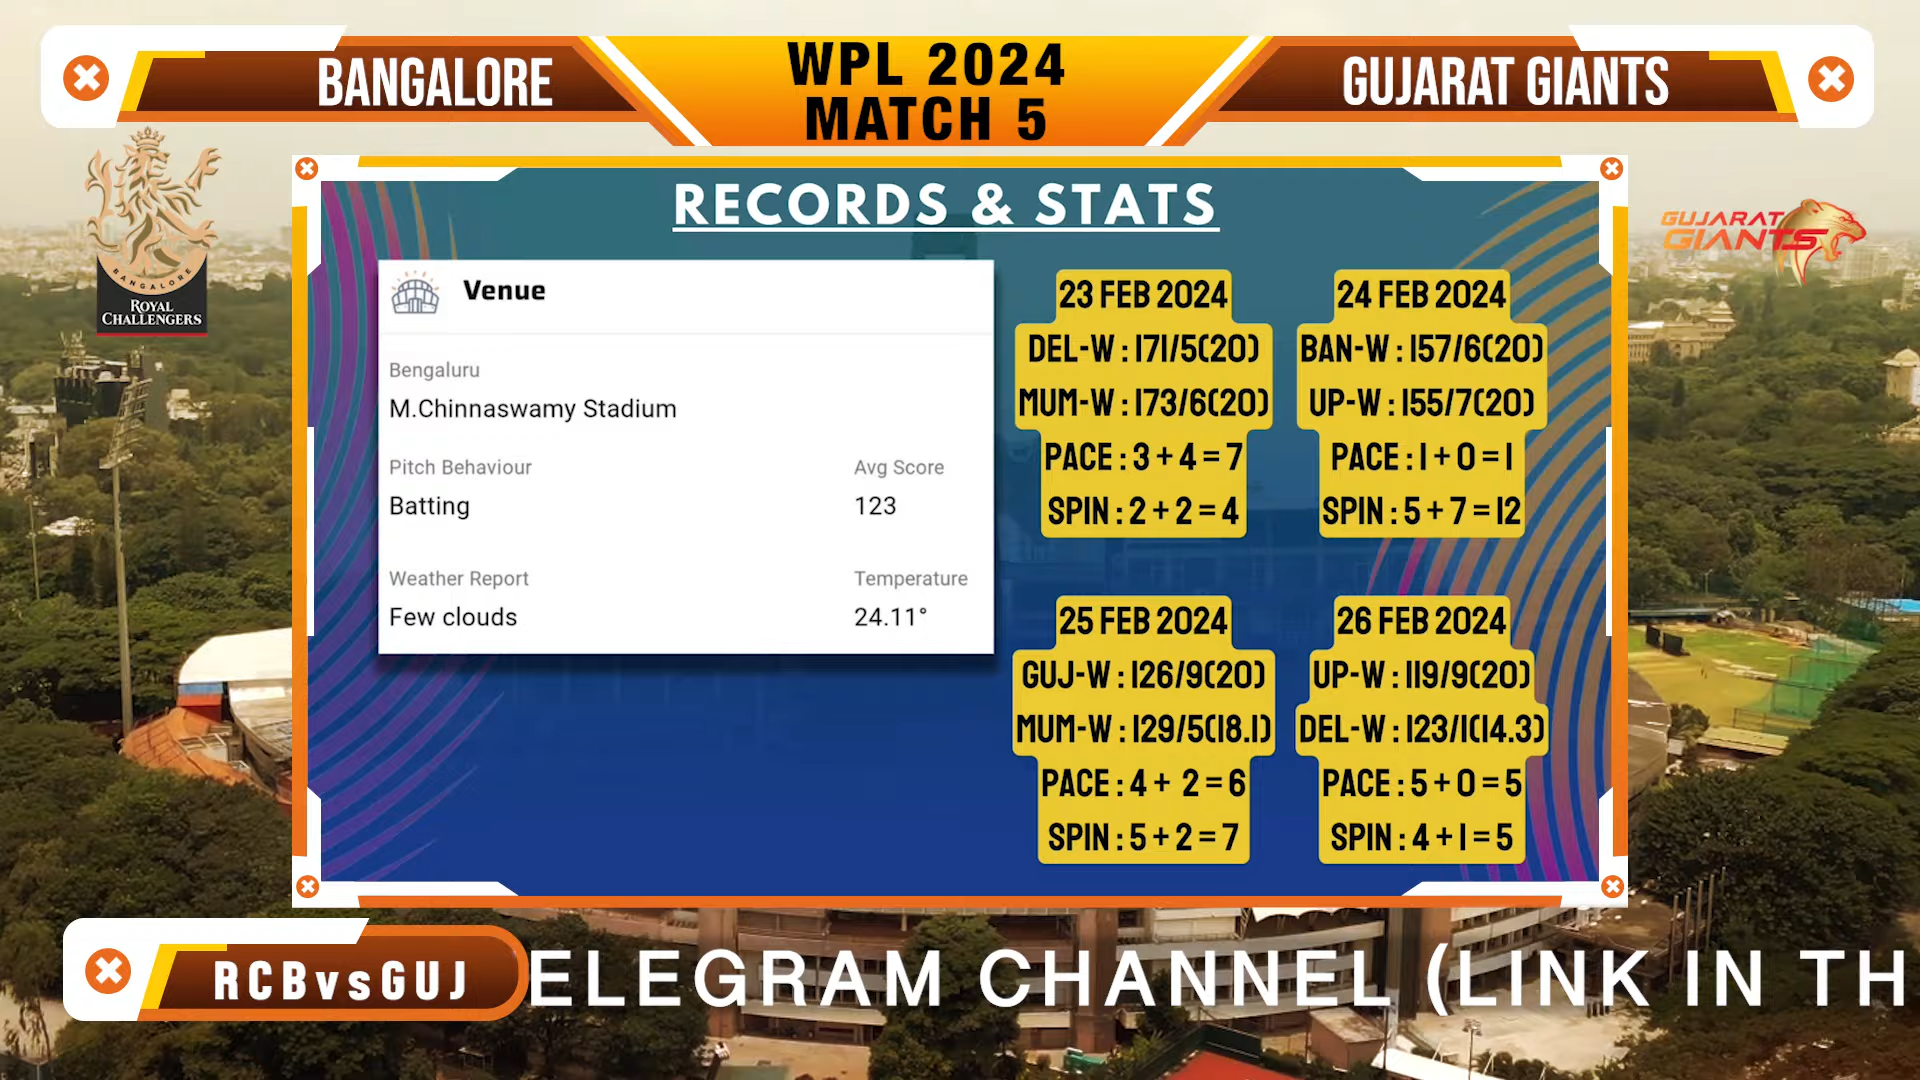 BANGALORE
WPL 2024
MATCH 5
GUJARAT GIANTS
BANGALORE
ROYAL
CHALLENGERS
GUJARAT
GIANTS
RECORDS & STATS
Venue
Bengaluru
M.Chinnaswamy Stadium
Pitch Behaviour
Avg Score
Batting
123
Weather Report
Temperature
Few clouds
24.11°
23 FEB 2024
DEL-W : 171/5(20)
MUM-W : 173/6(20)
PACE : 3 + 4 = 7
SPIN : 2 + 2 = 4
24 FEB 2024
BAN-W : 157/6(20)
UP-W : 155/7(20)
PACE : 1 + 0 = 1
SPIN : 5 + 7 = 12
25 FEB 2024
GUJ-W : 126/9(20)
MUM-W : 129/5(18.1)
PACE : 4 + 2 = 6
SPIN : 5 + 2 = 7
26 FEB 2024
UP-W : 119/9(20)
DEL-W : 123/1(14.3)
PACE : 5 + 0 = 5
SPIN : 4 + 1 = 5
RCBvsGUJ
ELEGRAM CHANNEL (LINK IN TH